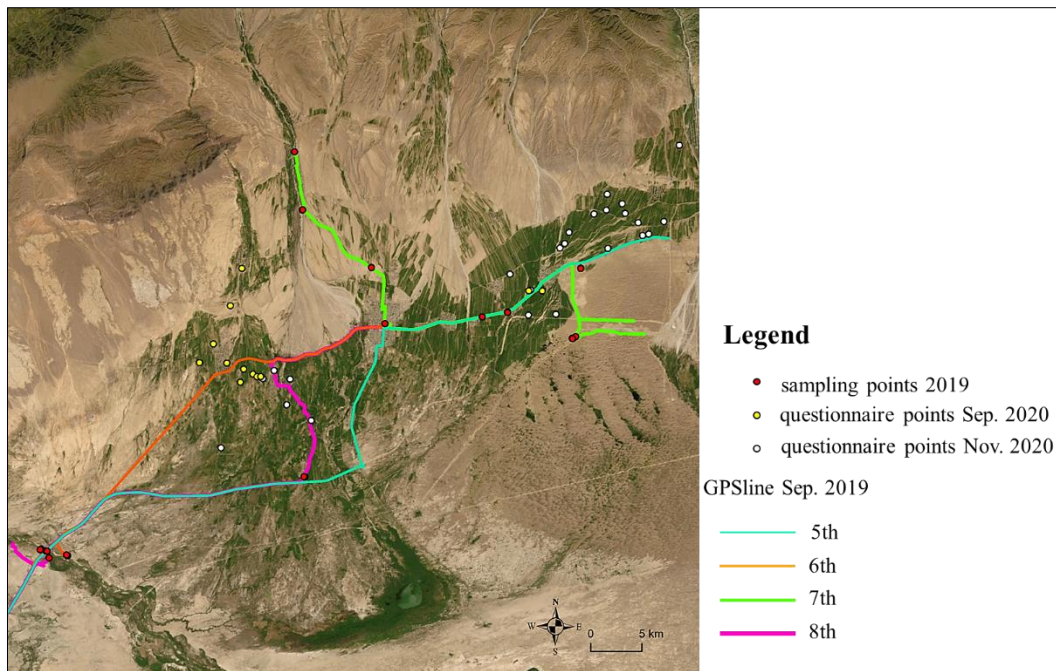 Legend
sampling points 2019
questionnaire points Sep. 2020
questionnaire points Nov. 2020
GPSline Sep. 2019
5th
6th
7th
8th
N
W E
S
0 5 km